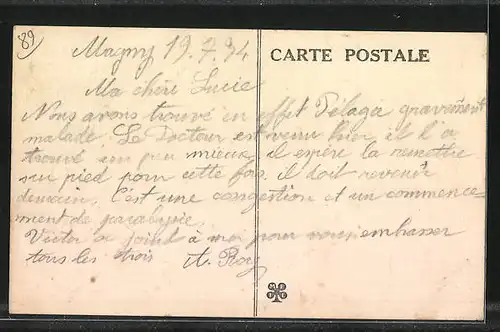 89
Magny 19.7.34
CARTE POSTALE
Ma chère Lucie
Nous avons trouvé en effet Pélagie gravement
malade. Le Docteur est venu hier il l'a
trouvé un peu mieux, il espère la remettre
sur pied pour cette fois, il doit revenir
demain. C'est une congestion et un commence-
ment de paralysie.
Victor se joint à moi pour vous embrasser
tous les trois A. Roy